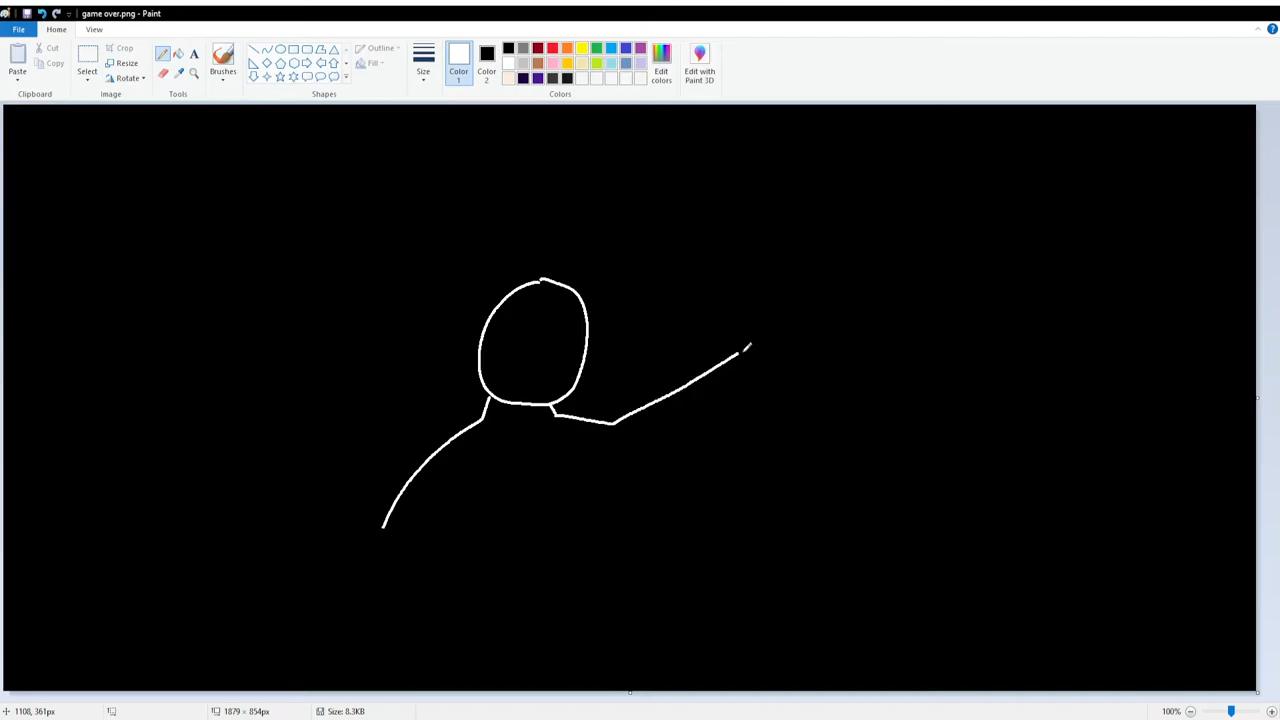 game over.png - Paint
File Home View
Paste Cut Copy Clipboard
Select Crop Resize Rotate Image
A Tools
Brushes
Outline Fill Shapes
Size
Color 1 Color 2 Edit colors Colors
Edit with Paint 3D
1108, 361px 1879 × 854px Size: 8.3KB 100%